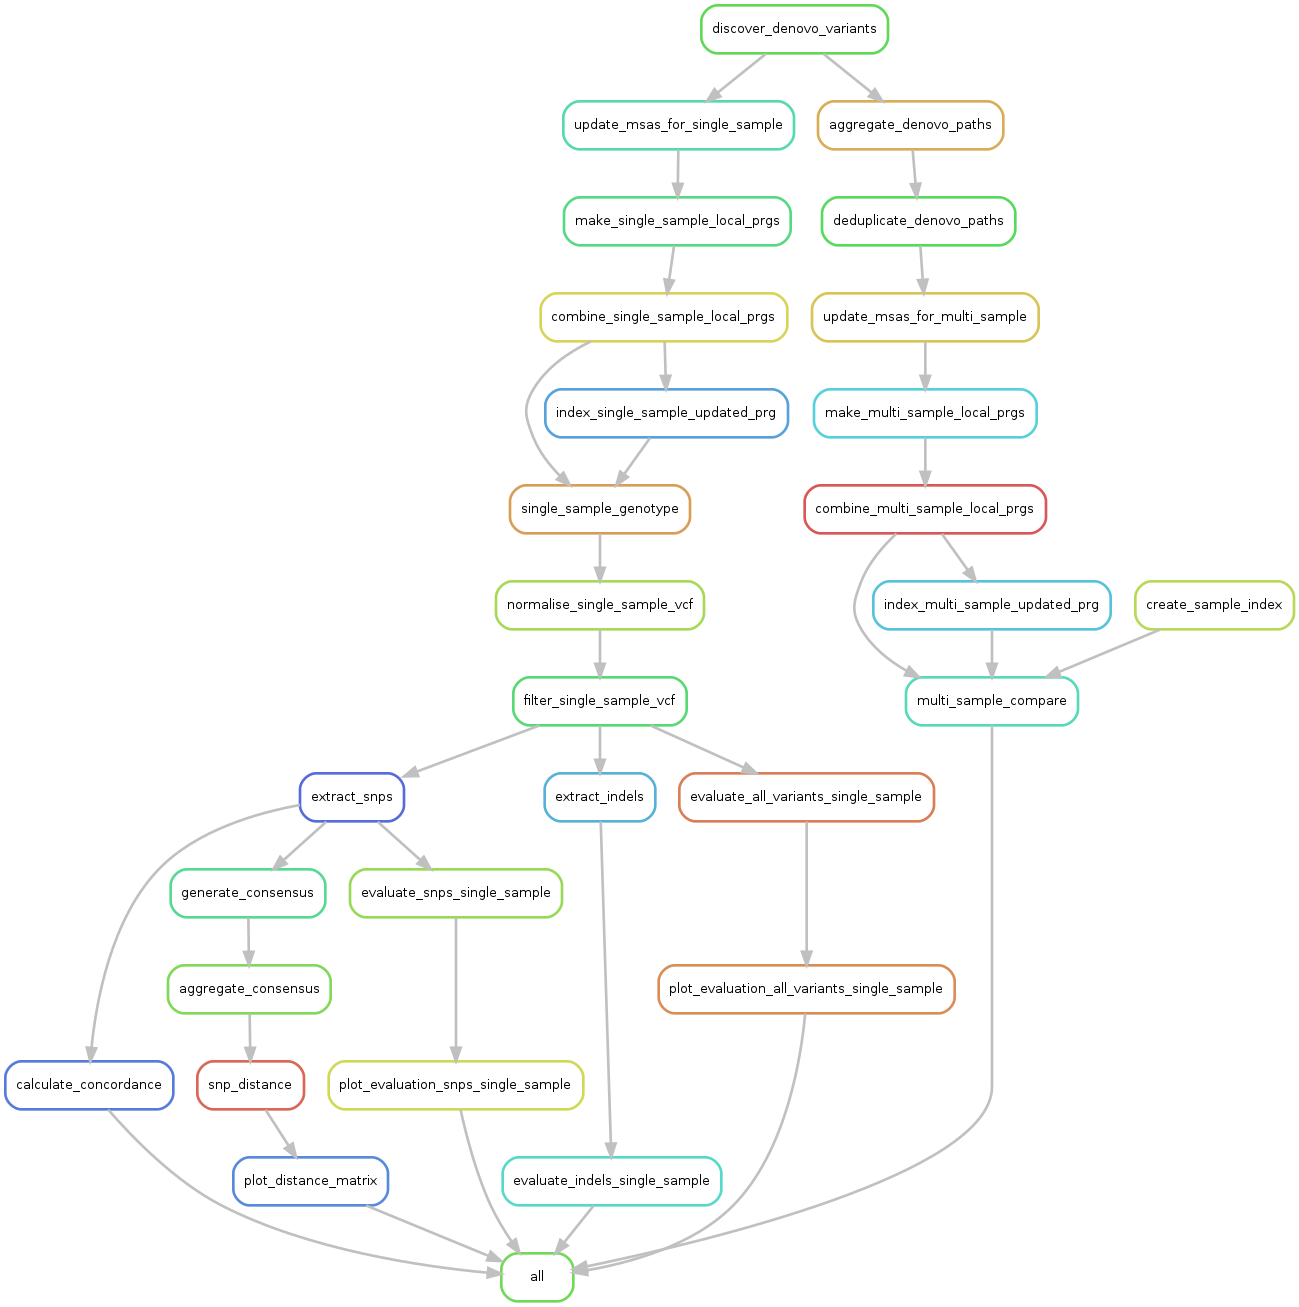 discover_denovo_variants
update_msas_for_single_sample
aggregate_denovo_paths
make_single_sample_local_prgs
deduplicate_denovo_paths
combine_single_sample_local_prgs
update_msas_for_multi_sample
index_single_sample_updated_prg
make_multi_sample_local_prgs
single_sample_genotype
combine_multi_sample_local_prgs
normalise_single_sample_vcf
index_multi_sample_updated_prg
create_sample_index
filter_single_sample_vcf
multi_sample_compare
extract_snps
extract_indels
evaluate_all_variants_single_sample
generate_consensus
evaluate_snps_single_sample
aggregate_consensus
plot_evaluation_all_variants_single_sample
calculate_concordance
snp_distance
plot_evaluation_snps_single_sample
plot_distance_matrix
evaluate_indels_single_sample
all